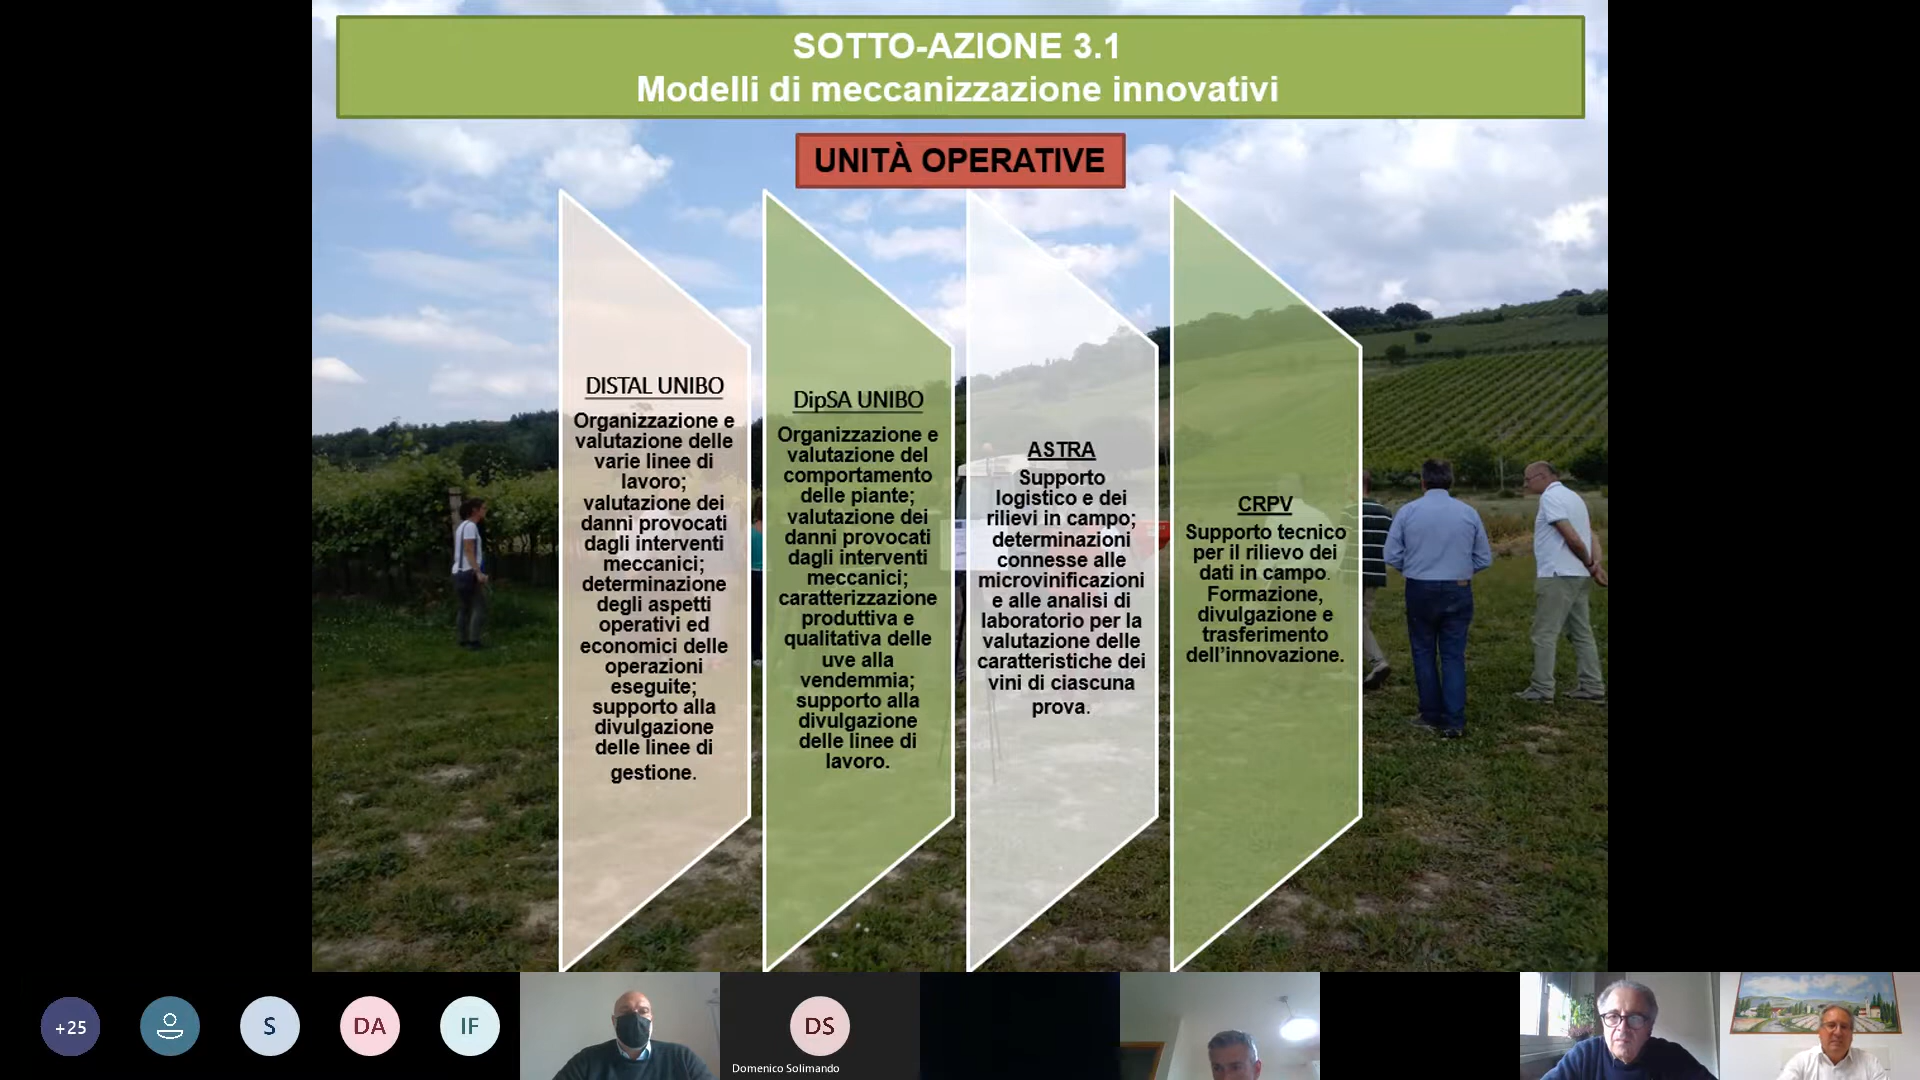 SOTTO-AZIONE 3.1
Modelli di meccanizzazione innovativi
UNITÀ OPERATIVE
DISTAL UNIBO
Organizzazione e
valutazione delle
varie linee di
lavoro;
valutazione dei
danni provocati
dagli interventi
meccanici;
determinazione
degli aspetti
operativi ed
economici delle
operazioni
eseguite;
supporto alla
divulgazione
delle linee di
gestione.
DipSA UNIBO
Organizzazione e
valutazione del
comportamento
delle piante;
valutazione dei
danni provocati
dagli interventi
meccanici;
caratterizzazione
produttiva e
qualitativa delle
uve alla
vendemmia;
supporto alla
divulgazione
delle linee di
lavoro.
ASTRA
Supporto
logistico e dei
rilievi in campo;
determinazioni
connesse alle
microvinificazioni
e alle analisi di
laboratorio per la
valutazione delle
caratteristiche dei
vini di ciascuna
prova.
CRPV
Supporto tecnico
per il rilievo dei
dati in campo.
Formazione,
divulgazione e
trasferimento
dell'innovazione.
+25
S
DA
IF
DS
Domenico Solimando